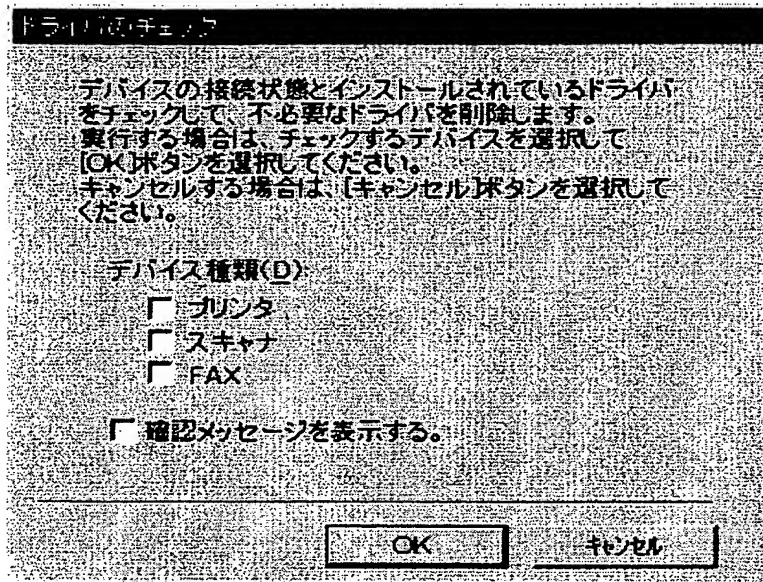 ドライバのチェック
デバイスの接続状態とインストールされているドライバ
をチェックして、不必要なドライバを削除します。
実行する場合は、チェックするデバイスを選択して
[OK]ボタンを選択してください。
キャンセルする場合は、[キャンセル]ボタンを選択して
ください。
デバイス種類(D):
プリンタ
スキャナ
FAX
確認メッセージを表示する。
OK
キャンセル